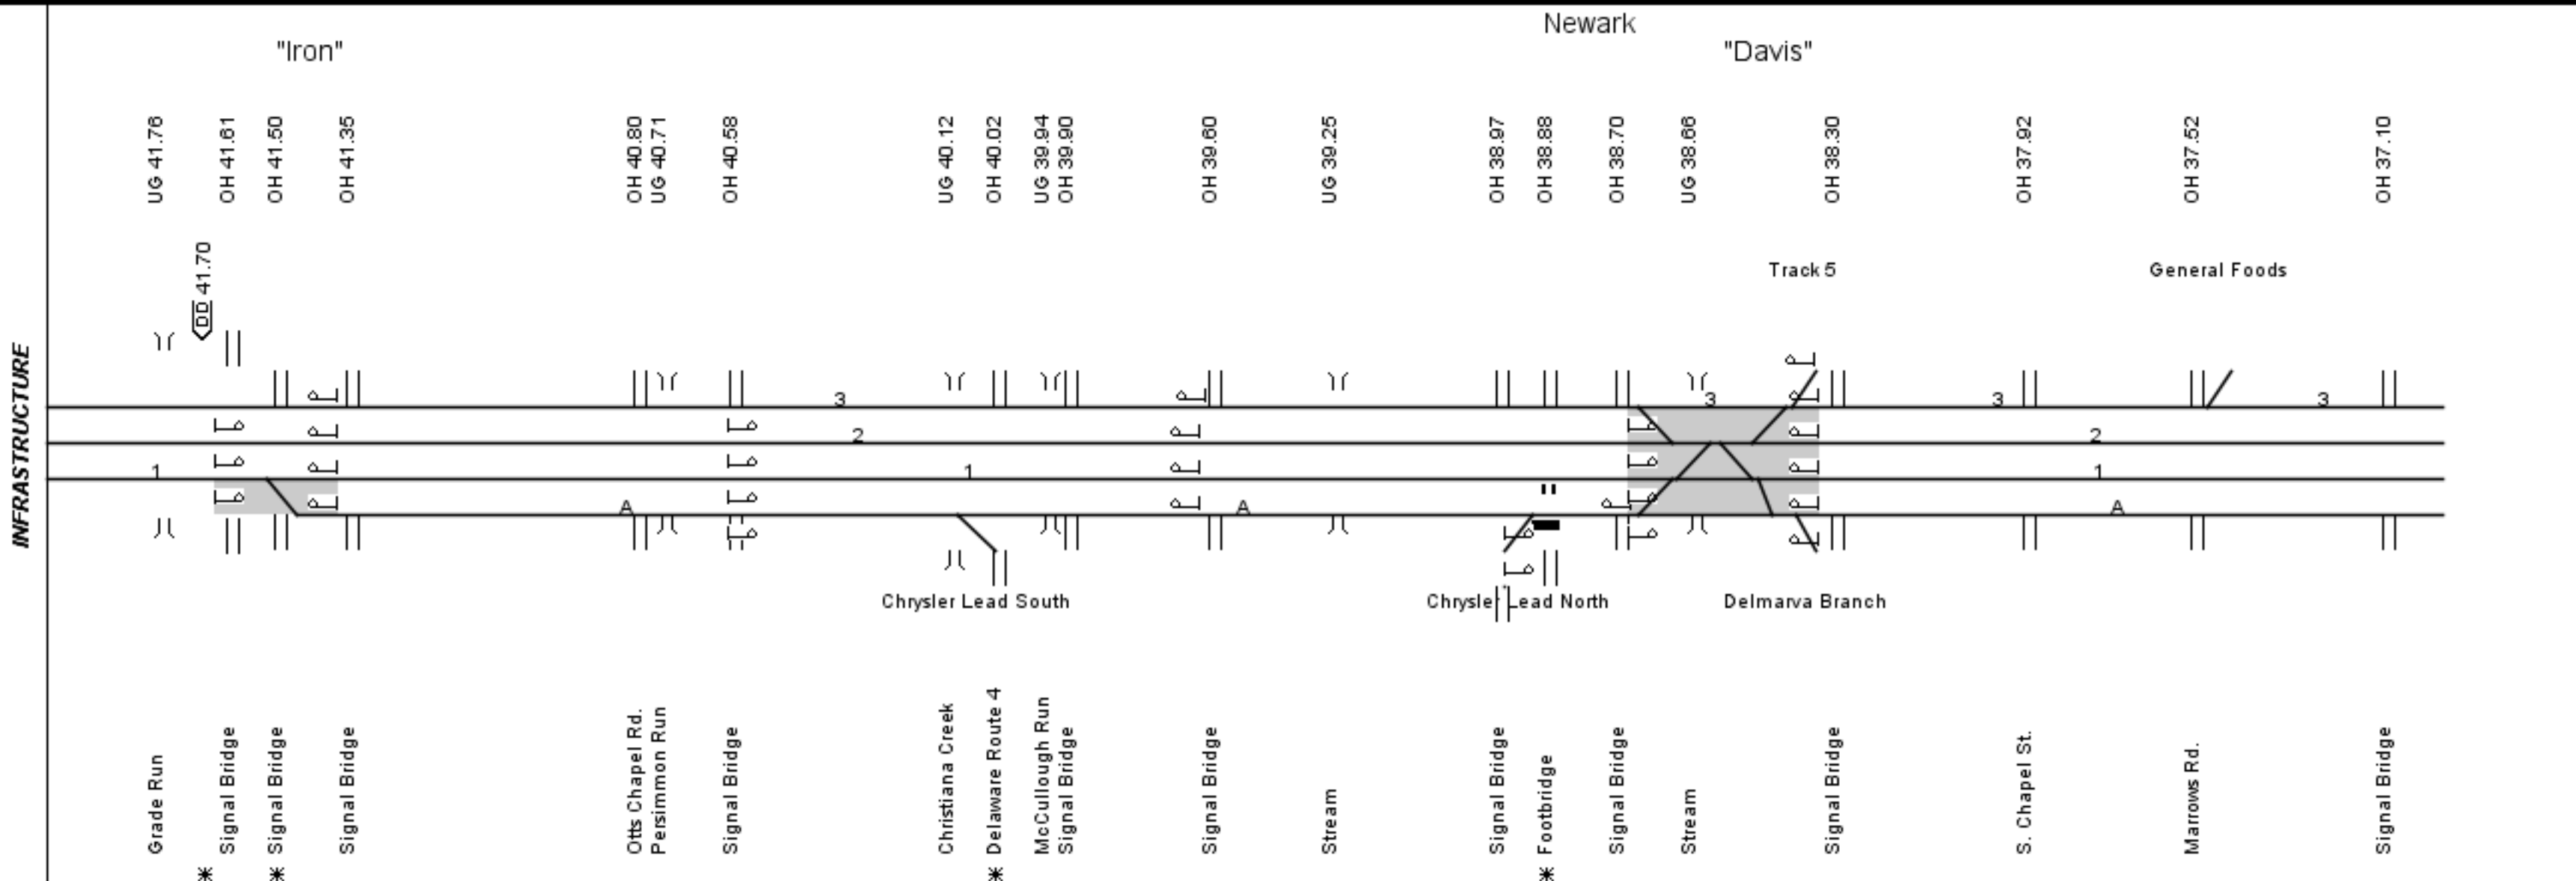 Newark
"Iron"
"Davis"
UG 41.76
OH 41.61
OH 41.50
OH 41.35
OH 40.80
UG 40.71
OH 40.58
UG 40.12
OH 40.02
UG 39.94
OH 39.90
OH 39.60
UG 39.25
OH 38.97
OH 38.88
OH 38.70
UG 38.66
OH 38.30
OH 37.92
OH 37.52
OH 37.10
DD 41.70
Track 5
General Foods
INFRASTRUCTURE
3
3
3
3
2
2
1
1
1
A
A
A
Chrysler Lead South
Chrysler Lead North
Delmarva Branch
Grade Run
Signal Bridge
* Signal Bridge
Signal Bridge
Otts Chapel Rd.
Persimmon Run
Signal Bridge
Christiana Creek
* Delaware Route 4
McCullough Run
Signal Bridge
Signal Bridge
Stream
Signal Bridge
* Footbridge
Signal Bridge
Stream
Signal Bridge
S. Chapel St.
Marrows Rd.
Signal Bridge
*